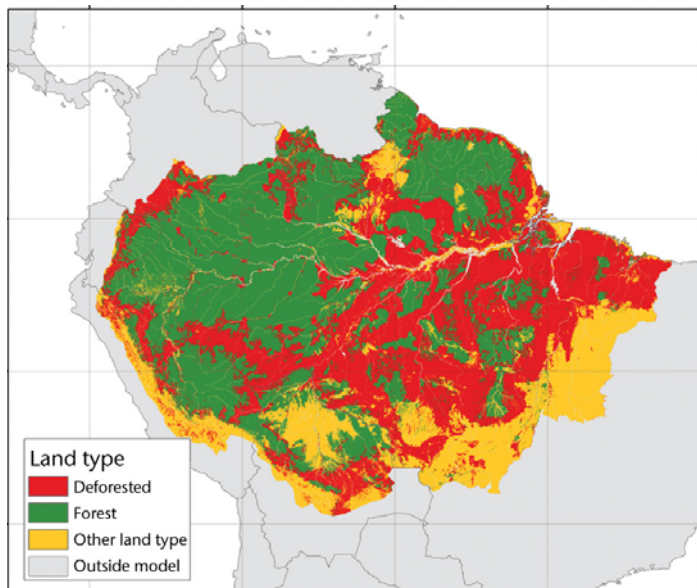 Land type
Deforested
Forest
Other land type
Outside model